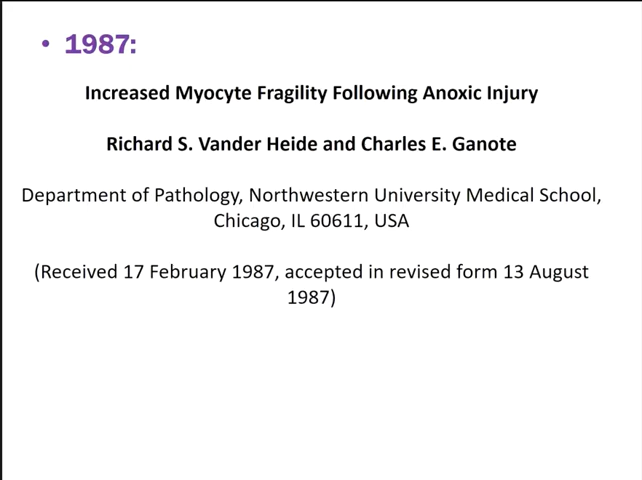 • 1987:
Increased Myocyte Fragility Following Anoxic Injury
Richard S. Vander Heide and Charles E. Ganote
Department of Pathology, Northwestern University Medical School,
Chicago, IL 60611, USA
(Received 17 February 1987, accepted in revised form 13 August
1987)